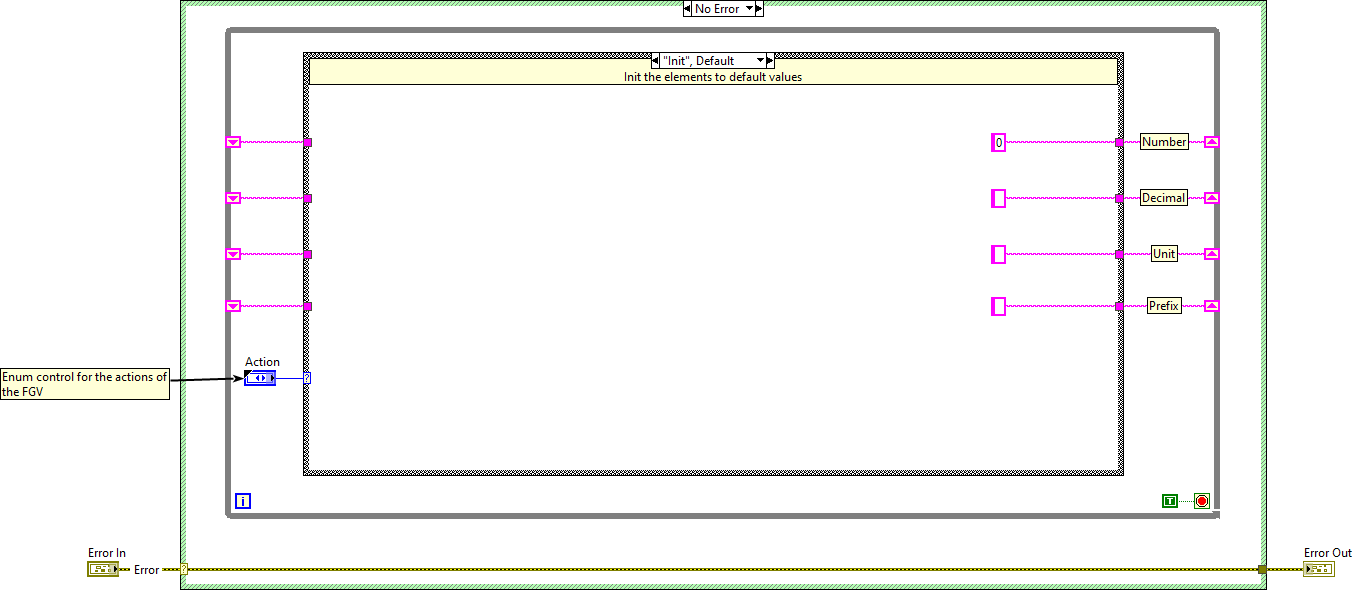 No Error
"Init", Default
Init the elements to default values
0
Number
Decimal
Unit
Prefix
Action
?
Enum control for the actions of
the FGV
i
T
Error In
Error
?
Error Out